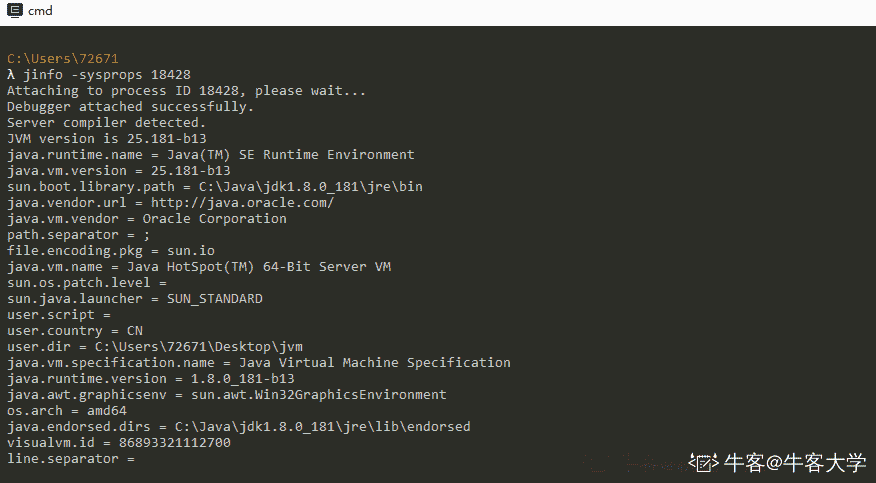 cmd
C:\Users\72671
λ jinfo -sysprops 18428
Attaching to process ID 18428, please wait...
Debugger attached successfully.
Server compiler detected.
JVM version is 25.181-b13
java.runtime.name = Java(TM) SE Runtime Environment
java.vm.version = 25.181-b13
sun.boot.library.path = C:\Java\jdk1.8.0_181\jre\bin
java.vendor.url = http://java.oracle.com/
java.vm.vendor = Oracle Corporation
path.separator = ;
file.encoding.pkg = sun.io
java.vm.name = Java HotSpot(TM) 64-Bit Server VM
sun.os.patch.level =
sun.java.launcher = SUN_STANDARD
user.script =
user.country = CN
user.dir = C:\Users\72671\Desktop\jvm
java.vm.specification.name = Java Virtual Machine Specification
java.runtime.version = 1.8.0_181-b13
java.awt.graphicsenv = sun.awt.Win32GraphicsEnvironment
os.arch = amd64
java.endorsed.dirs = C:\Java\jdk1.8.0_181\jre\lib\endorsed
visualvm.id = 86893321112700
line.separator =
牛客@牛客大学